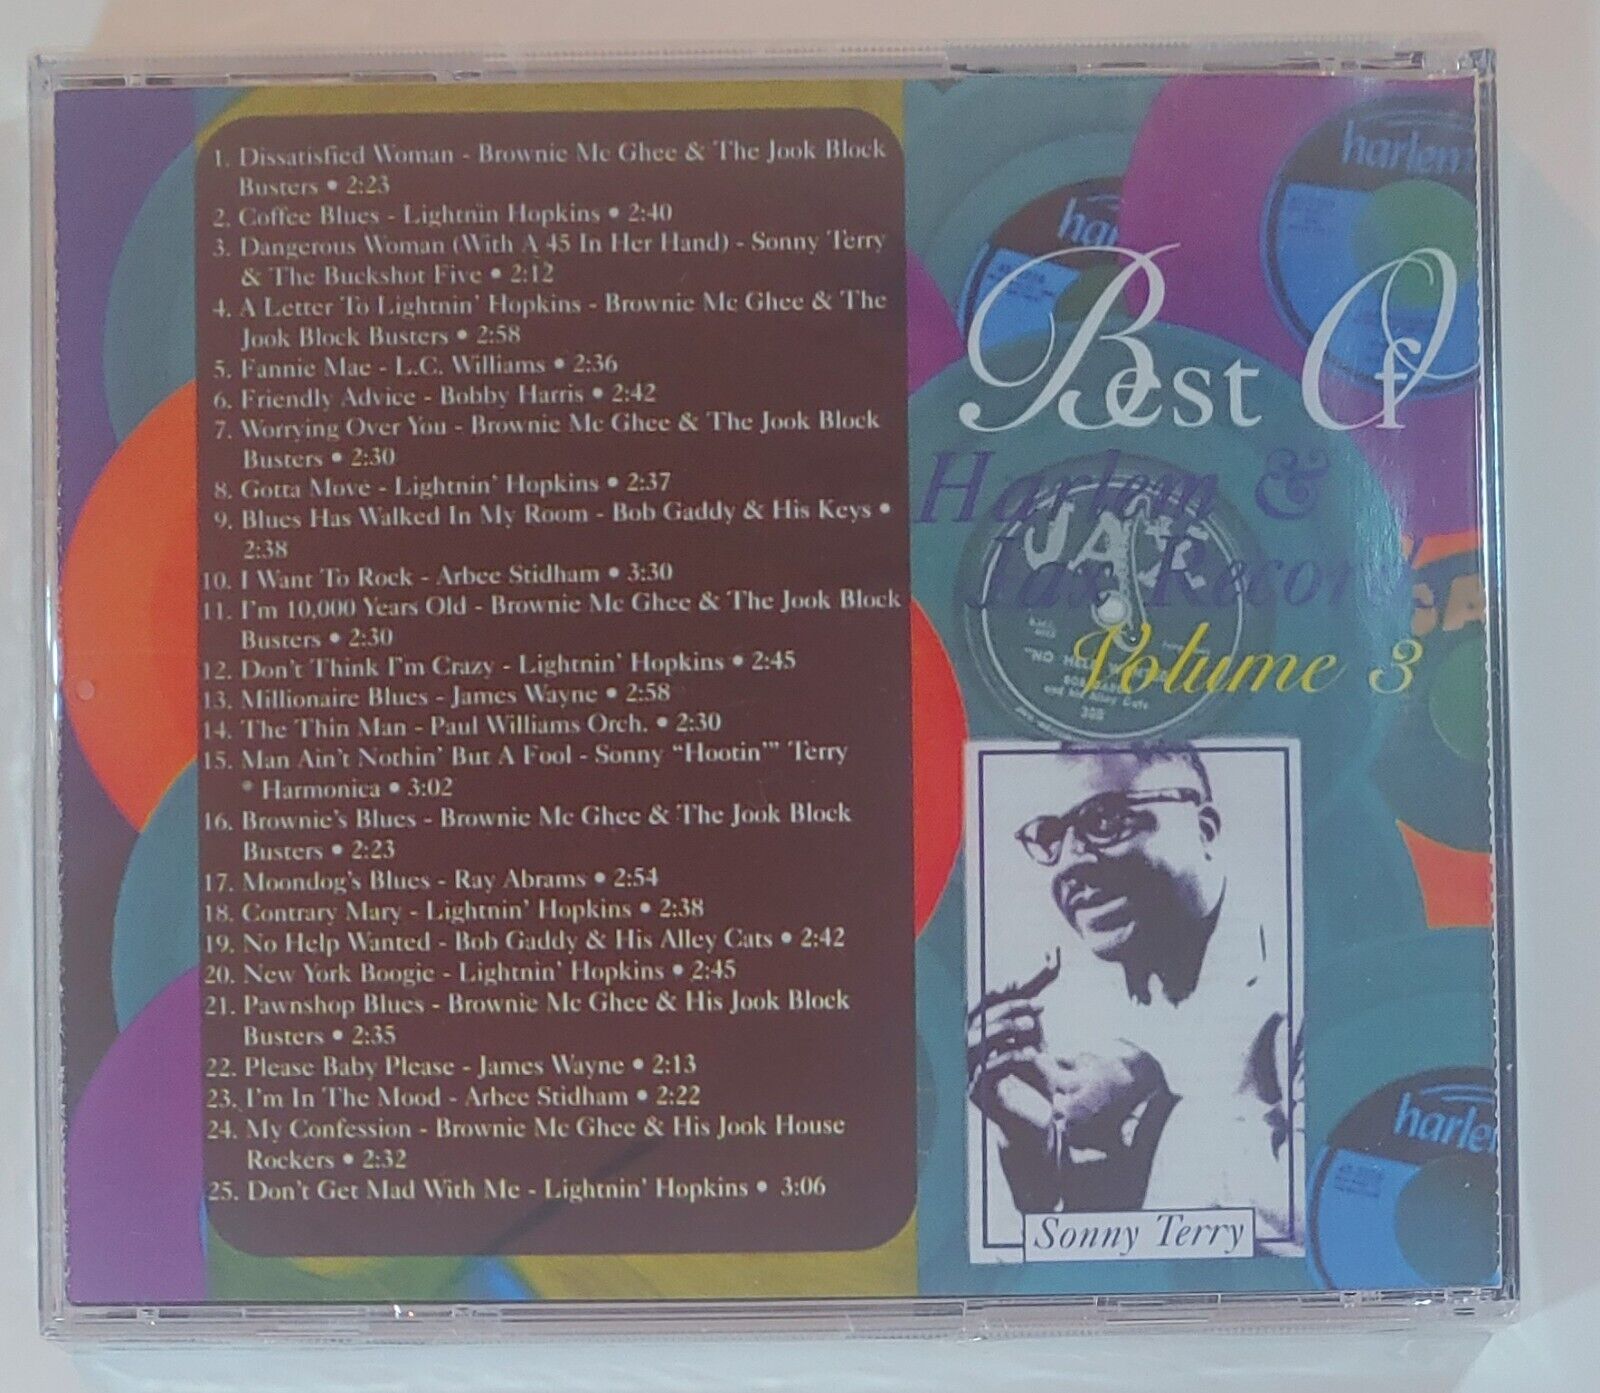 1. Dissatisfied Woman - Brownie Mc Ghee & The Jook Block
Busters • 2:23
2. Coffee Blues - Lightnin Hopkins • 2:40
3. Dangerous Woman (With A 45 In Her Hand) - Sonny Terry
& The Buckshot Five • 2:12
4. A Letter To Lightnin' Hopkins - Brownie Mc Ghee & The
Jook Block Busters • 2:58
5. Fannie Mae - L.C. Williams • 2:36
6. Friendly Advice - Bobby Harris • 2:42
7. Worrying Over You - Brownie Mc Ghee & The Jook Block
Busters • 2:30
8. Gotta Move - Lightnin' Hopkins • 2:37
9. Blues Has Walked In My Room - Bob Gaddy & His Keys •
2:38
10. I Want To Rock - Arbee Stidham • 3:30
11. I'm 10,000 Years Old - Brownie Mc Ghee & The Jook Block
Busters • 2:30
12. Don't Think I'm Crazy - Lightnin' Hopkins • 2:45
13. Millionaire Blues - James Wayne • 2:58
14. The Thin Man - Paul Williams Orch. • 2:30
15. Man Ain't Nothin' But A Fool - Sonny "Hootin'" Terry
* Harmonica • 3:02
16. Brownie's Blues - Brownie Mc Ghee & The Jook Block
Busters • 2:23
17. Moondog's Blues - Ray Abrams • 2:54
18. Contrary Mary - Lightnin' Hopkins • 2:38
19. No Help Wanted - Bob Gaddy & His Alley Cats • 2:42
20. New York Boogie - Lightnin' Hopkins • 2:45
21. Pawnshop Blues - Brownie Mc Ghee & His Jook Block
Busters • 2:35
22. Please Baby Please - James Wayne • 2:13
23. I'm In The Mood - Arbee Stidham • 2:22
24. My Confession - Brownie Mc Ghee & His Jook House
Rockers • 2:32
25. Don't Get Mad With Me - Lightnin' Hopkins • 3:06
harlem
har
Best Of
Harlem &
Jax Records
Volume 3
JAX
"NO HELP WANTED"
BOB GADDY
and his Alley Cats
308
harle
Sonny Terry